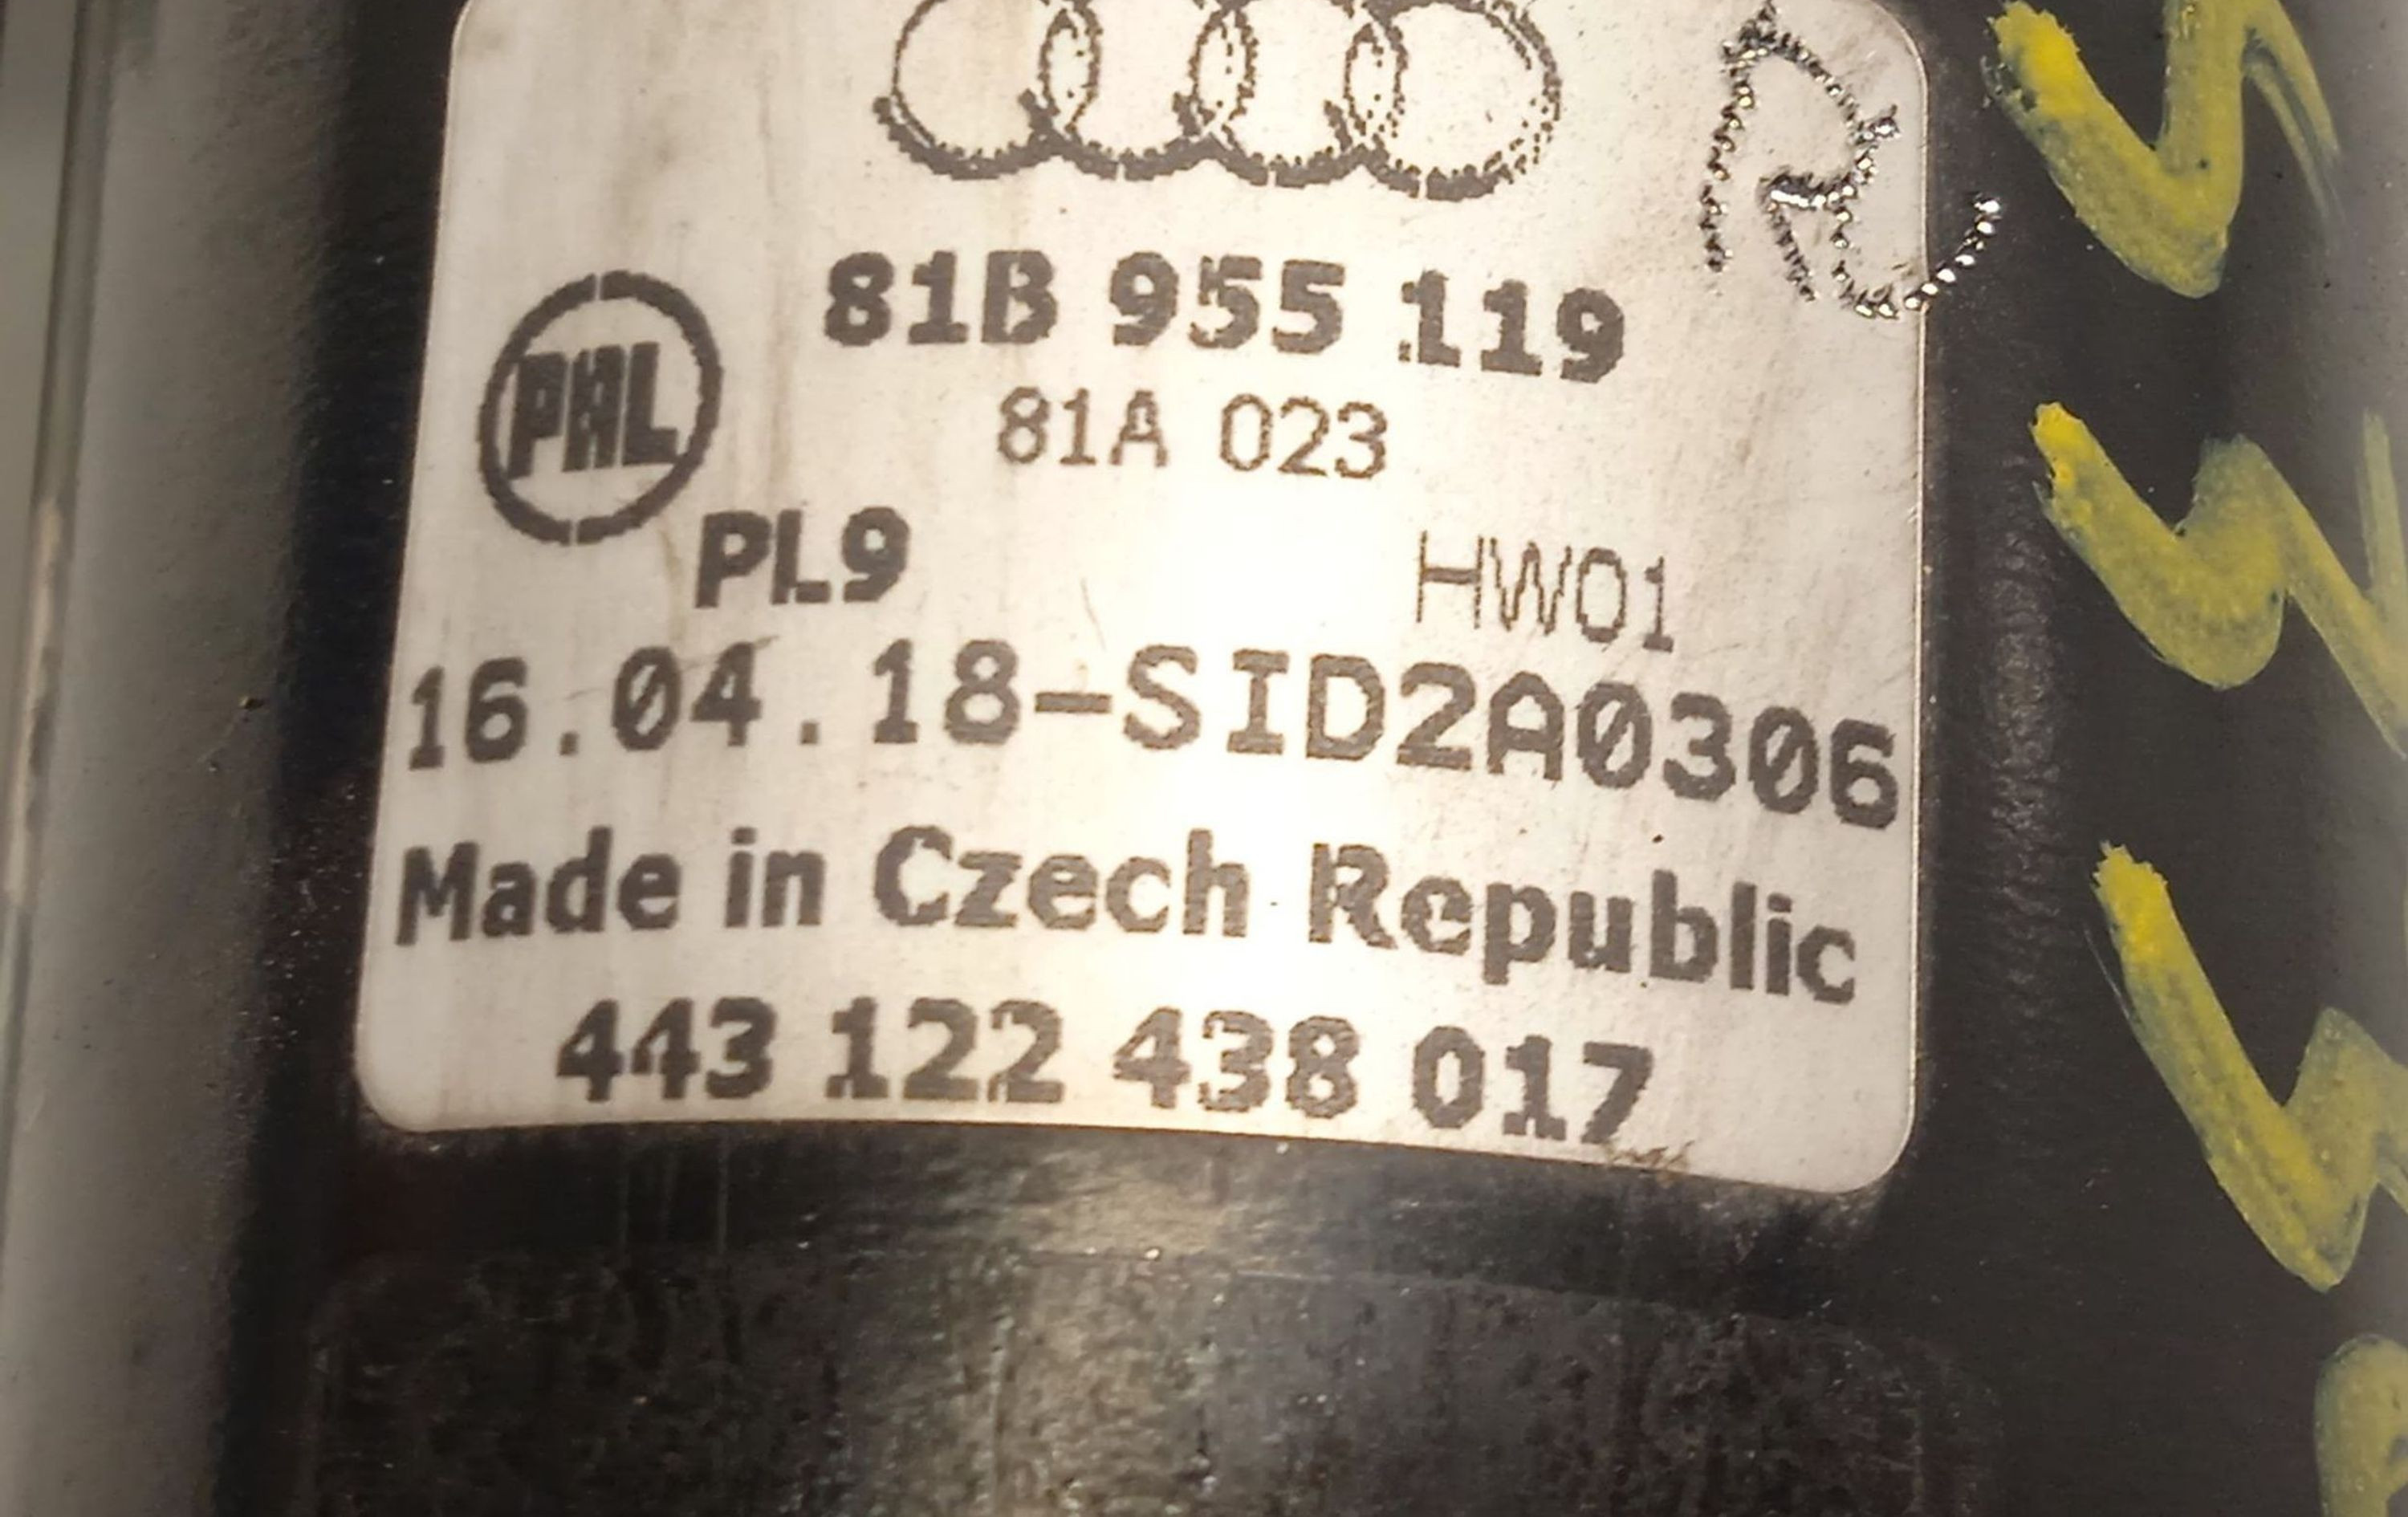 81B 955 119
PHL
81A 023
PL9 HW01
16.04.18-SID2A0306
Made in Czech Republic
443 122 438 017